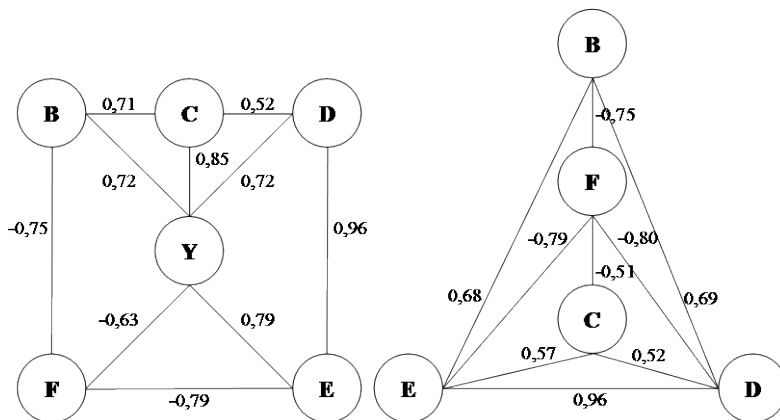 B 0,71 C 0,52 D
0,85
0,72 0,72
-0,75 0,96
Y
-0,63 0,79
F -0,79 E
B
-0,75
F
-0,79 -0,80
-0,51
0,68 0,69
C
0,57 0,52
E 0,96 D